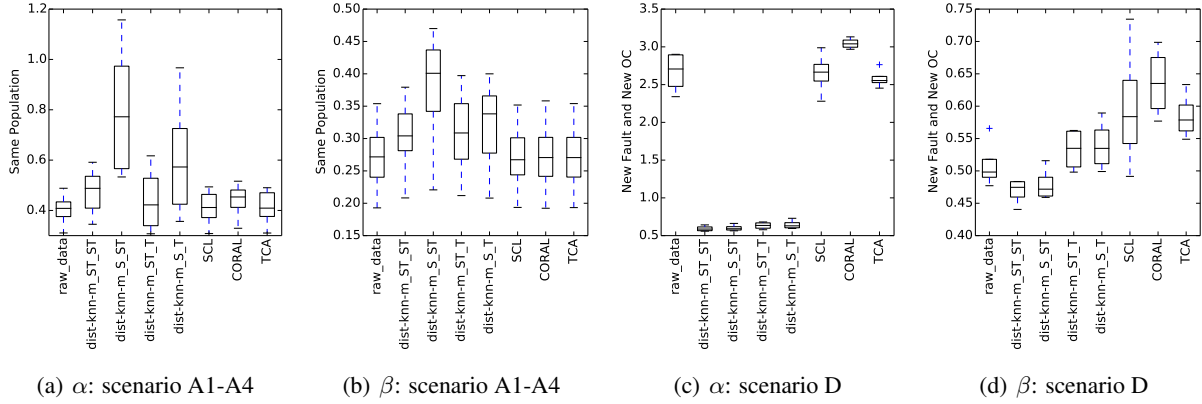 1.2
1.0
0.8
0.6
0.4
Same Population
raw_data
dist-knn-m_ST_ST
dist-knn-m_S_ST
dist-knn-m_ST_T
dist-knn-m_S_T
SCL
CORAL
TCA
(a) α: scenario A1-A4
0.50
0.45
0.40
0.35
0.30
0.25
0.20
0.15
Same Population
raw_data
dist-knn-m_ST_ST
dist-knn-m_S_ST
dist-knn-m_ST_T
dist-knn-m_S_T
SCL
CORAL
TCA
(b) β: scenario A1-A4
3.5
3.0
2.5
2.0
1.5
1.0
0.5
New Fault and New OC
raw_data
dist-knn-m_ST_ST
dist-knn-m_S_ST
dist-knn-m_ST_T
dist-knn-m_S_T
SCL
CORAL
TCA
(c) α: scenario D
0.75
0.70
0.65
0.60
0.55
0.50
0.45
0.40
New Fault and New OC
raw_data
dist-knn-m_ST_ST
dist-knn-m_S_ST
dist-knn-m_ST_T
dist-knn-m_S_T
SCL
CORAL
TCA
(d) β: scenario D